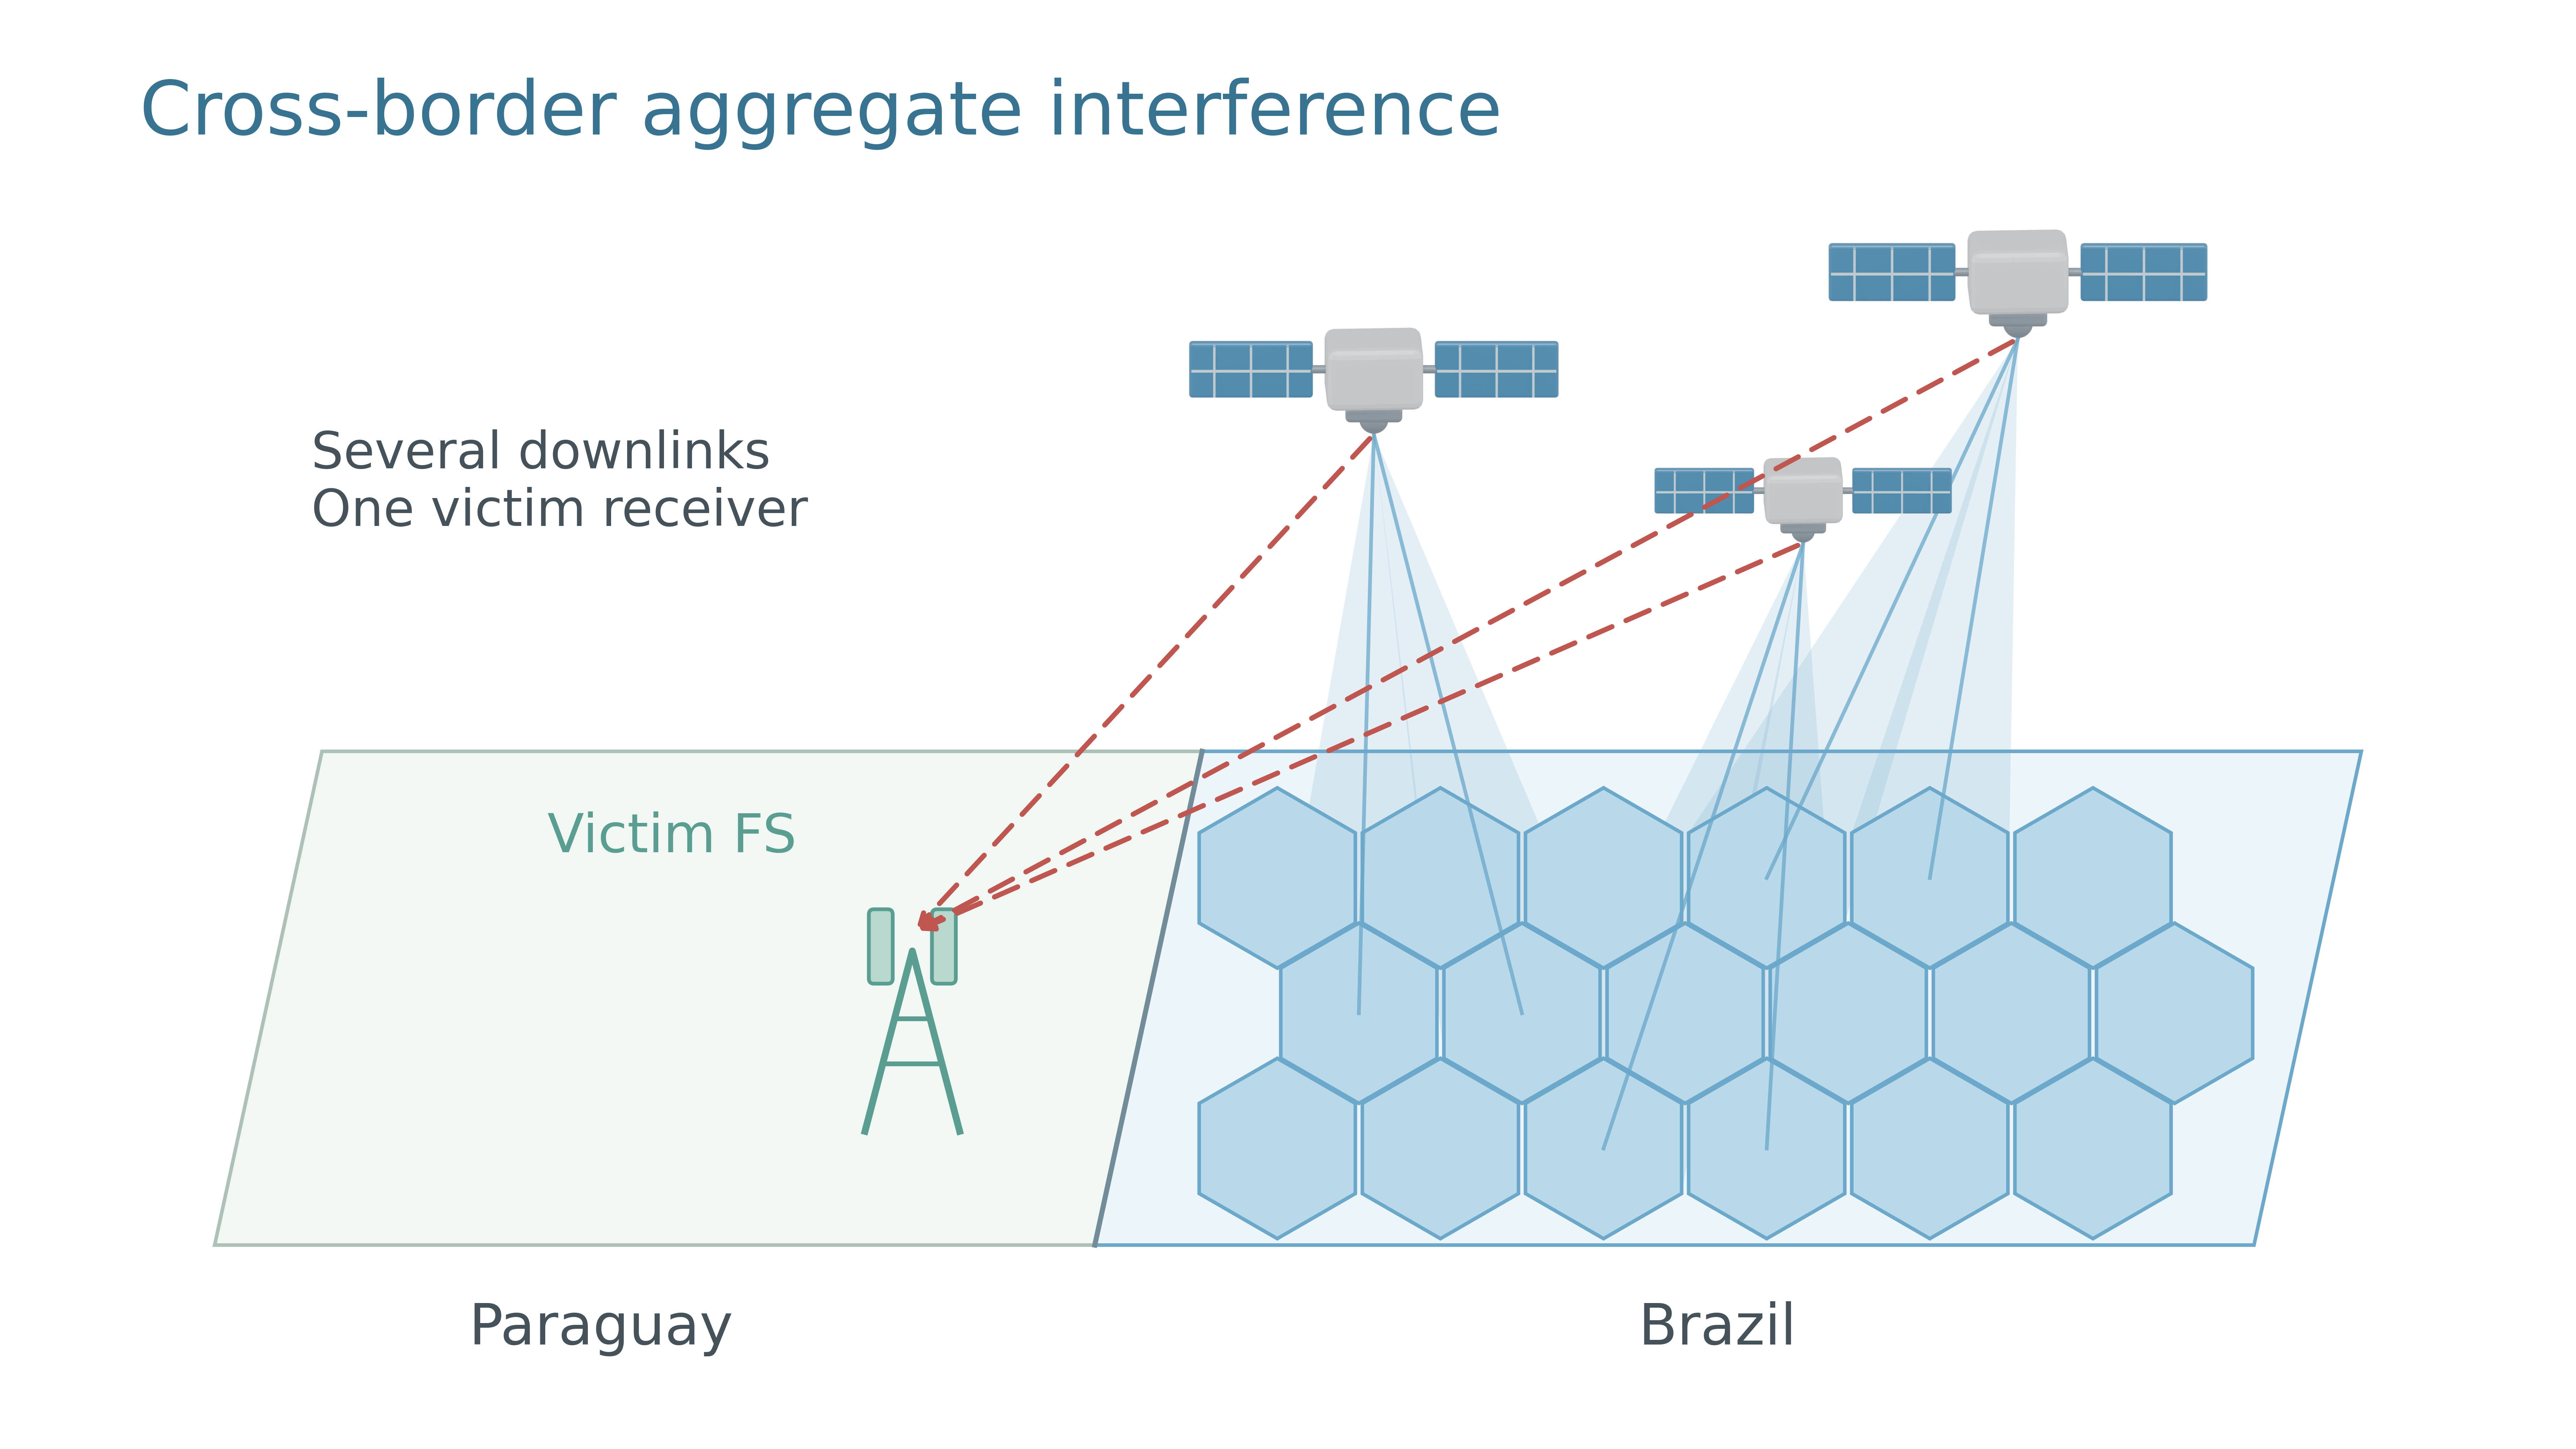 Cross-border aggregate interference
Several downlinks
One victim receiver
Victim FS
Paraguay
Brazil